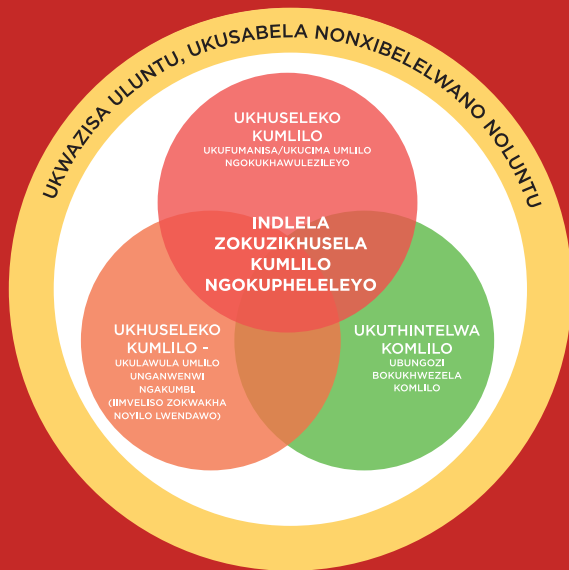 UKWAZISA ULUNTU, UKUSABELA NONXIBELELWANO NOLUNTU
UKHUSELEKO
KUMLILO
UKUFUMANISA/UKUCIMA UMLILO
NGOKUKHAWULEZILEYO
INDLELA
ZOKUZIKHUSELA
KUMLILO
NGOKUPHELELEYO
UKHUSELEKO
KUMLILO -
UKULAWULA UMLILO
UNGANWENWI
NGAKUMBI.
(IIMVELISO ZOKWAKHA
NOYILO LWENDAWO)
UKUTHINTELWA
KOMLILO
UBUNGOZI
BOKUKHWEZELA
KOMLILO